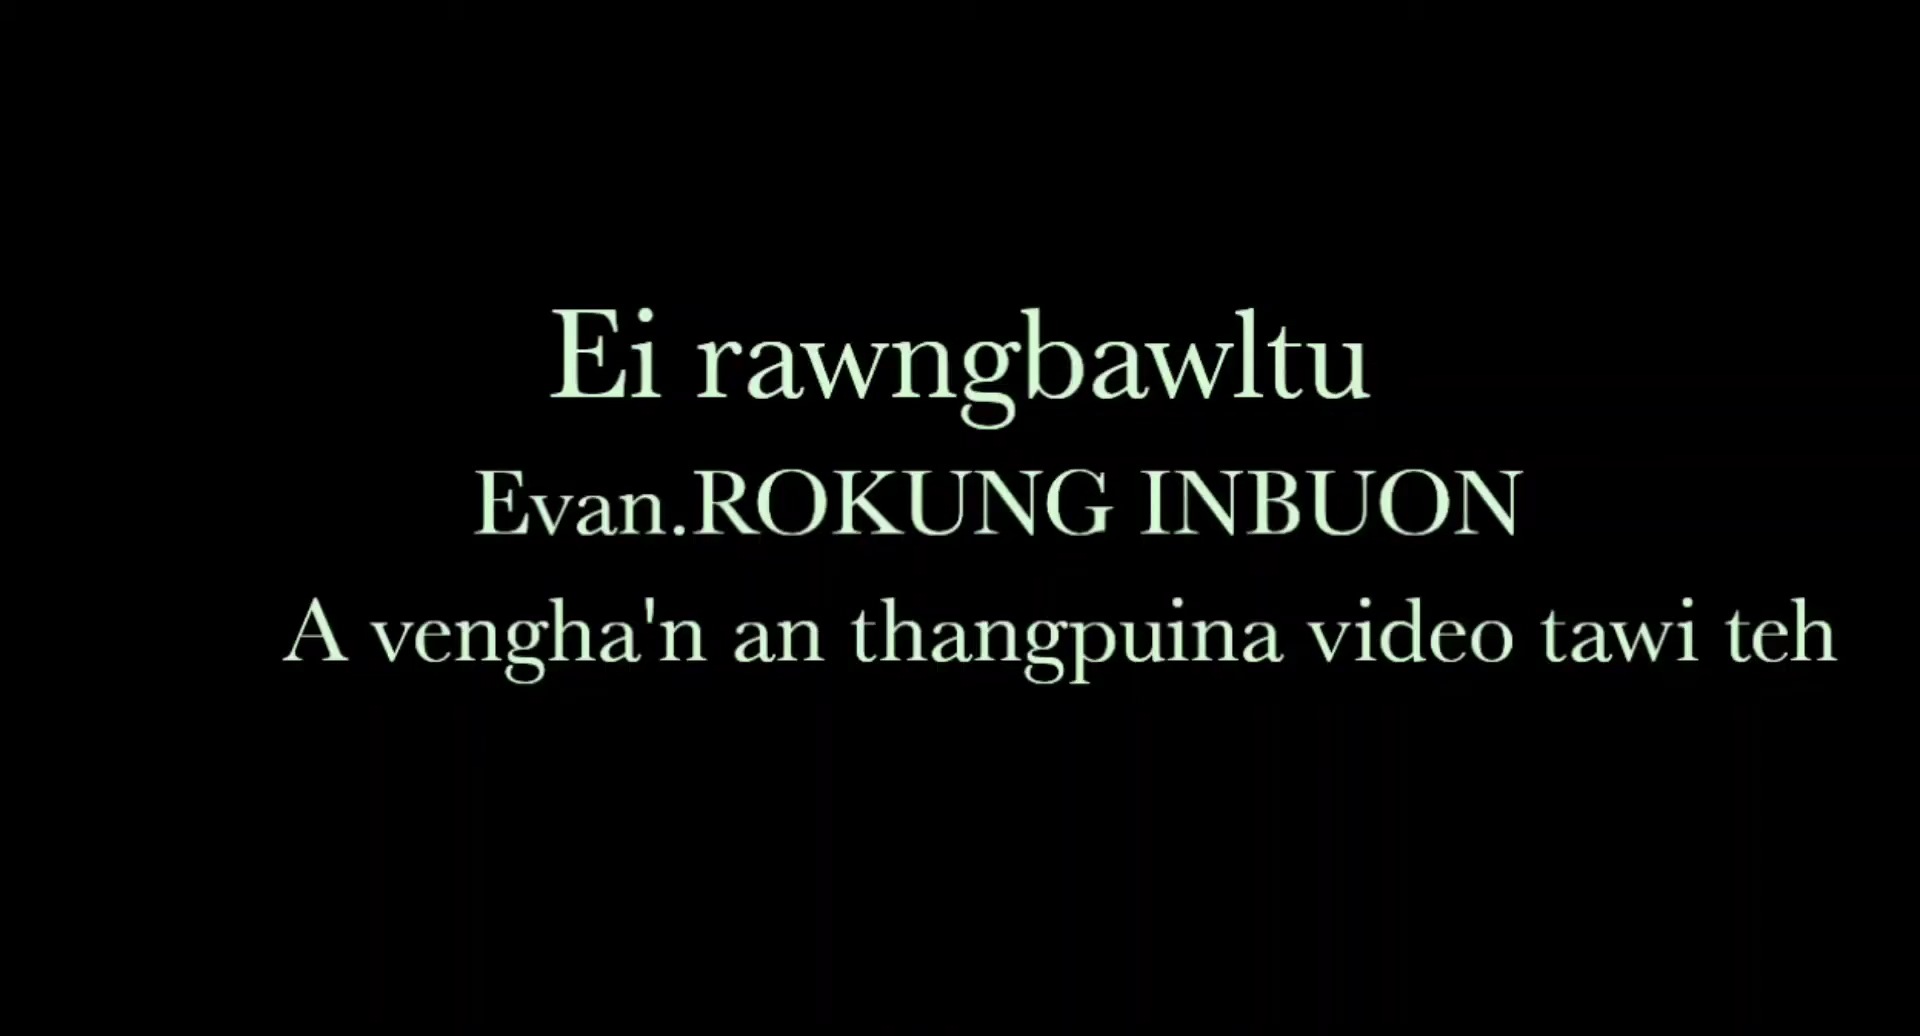 Ei rawngbawltu
Evan.ROKUNG INBUON
A vengha'n an thangpuina video tawi teh